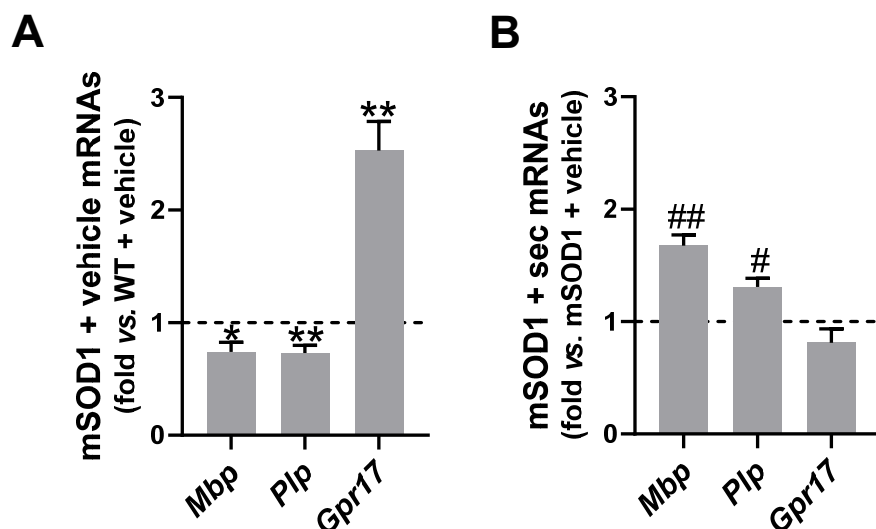 A
mSOD1 + vehicle mRNAs
(fold vs. WT + vehicle)
3
2
1
0
**
*
**
Mbp
Plp
Gpr17
B
mSOD1 + sec mRNAs
(fold vs. mSOD1 + vehicle)
3
2
1
0
##
#
Mbp
Plp
Gpr17